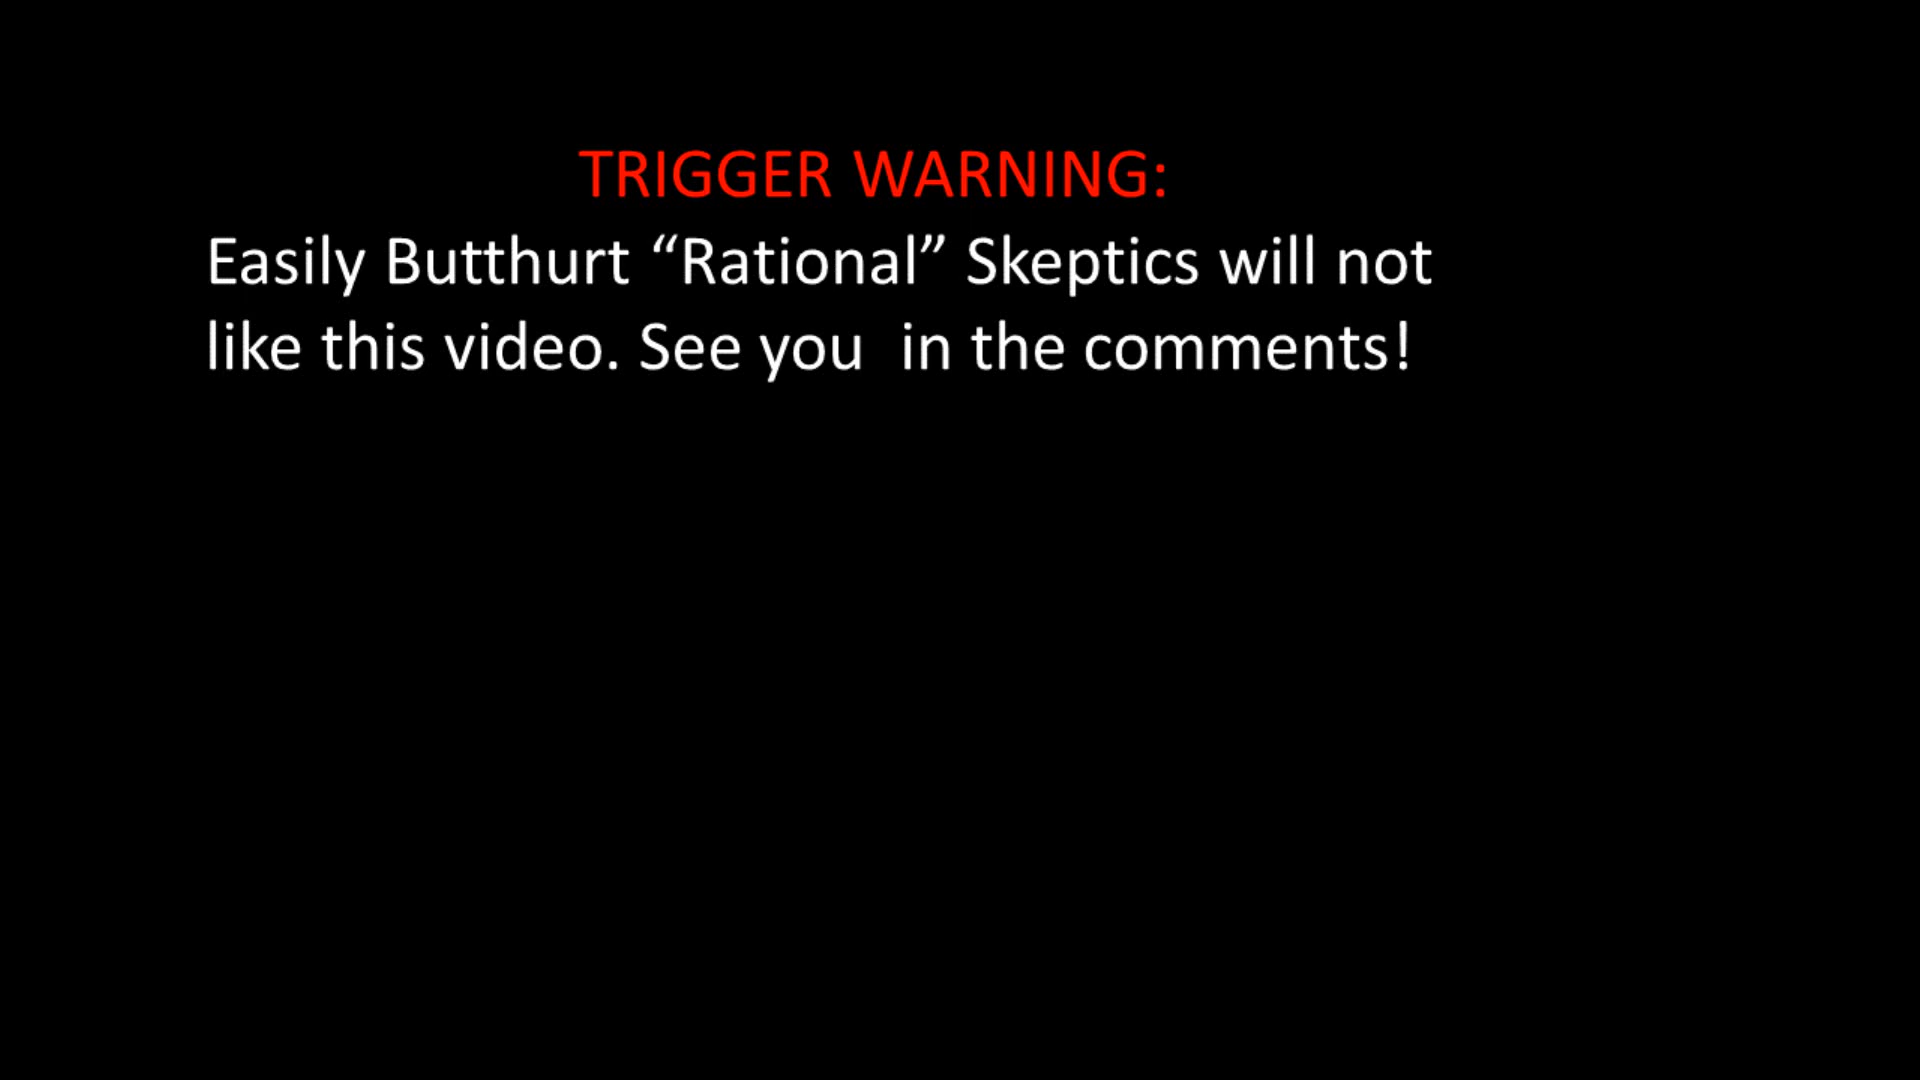 TRIGGER WARNING:
Easily Butthurt “Rational” Skeptics will not
like this video. See you  in the comments!